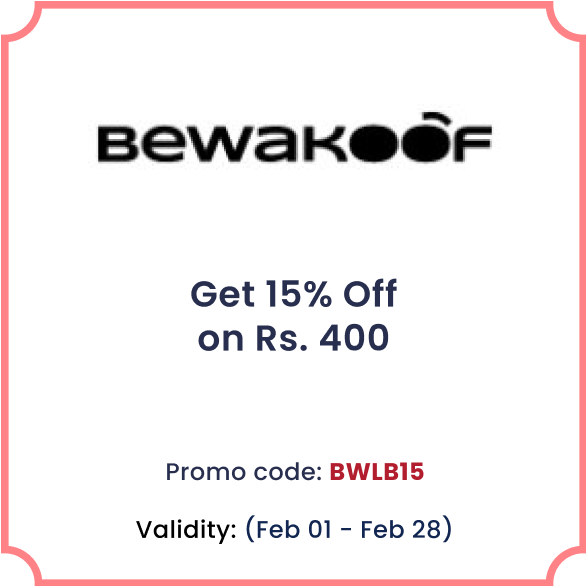 BEWAKOOF
Get 15% Off
on Rs. 400
Promo code: BWLB15
Validity: (Feb 01 - Feb 28)